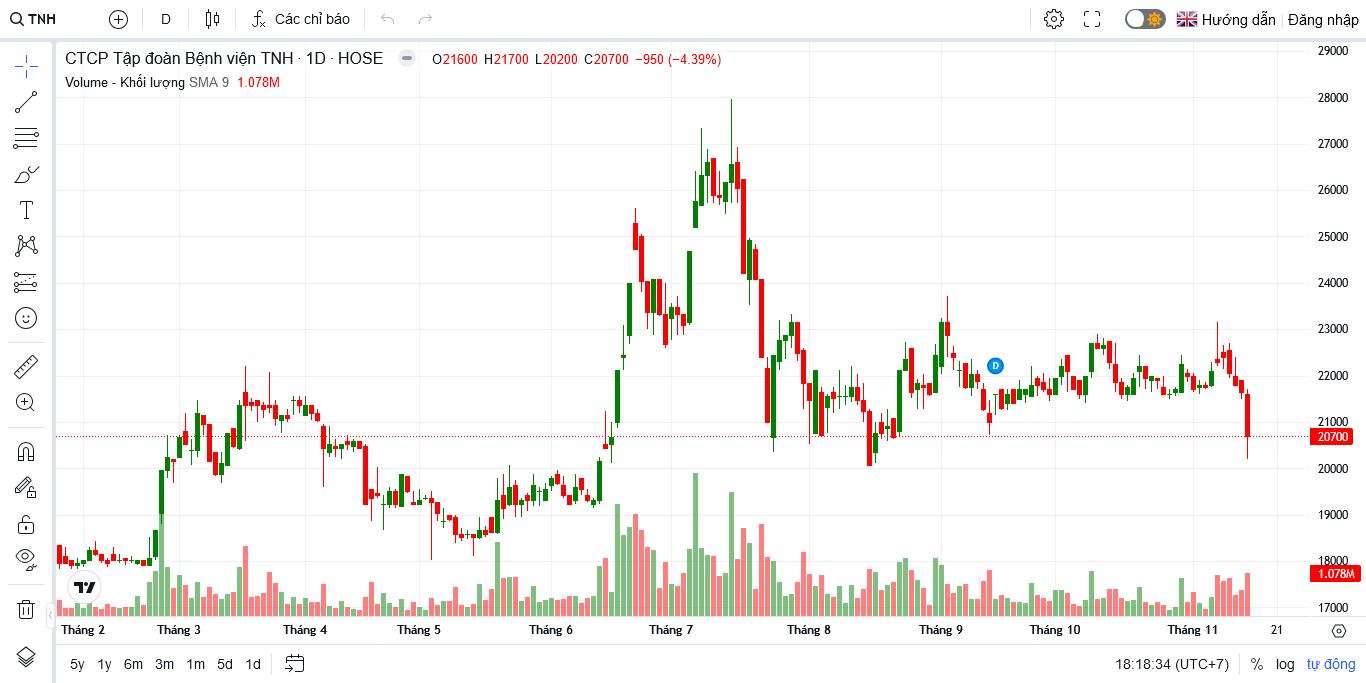 TNH D Các chỉ báo Hướng dẫn Đăng nhập
CTCP Tập đoàn Bệnh viện TNH · 1D · HOSE O21600 H21700 L20200 C20700 −950 (−4.39%)
Volume - Khối lượng SMA 9 1.078M
29000
28000
27000
26000
25000
24000
23000
22000
21000
20700
20000
19000
18000
1.078M
17000
D
Tháng 2 Tháng 3 Tháng 4 Tháng 5 Tháng 6 Tháng 7 Tháng 8 Tháng 9 Tháng 10 Tháng 11 21
5y 1y 6m 3m 1m 5d 1d 18:18:34 (UTC+7) % log tự động